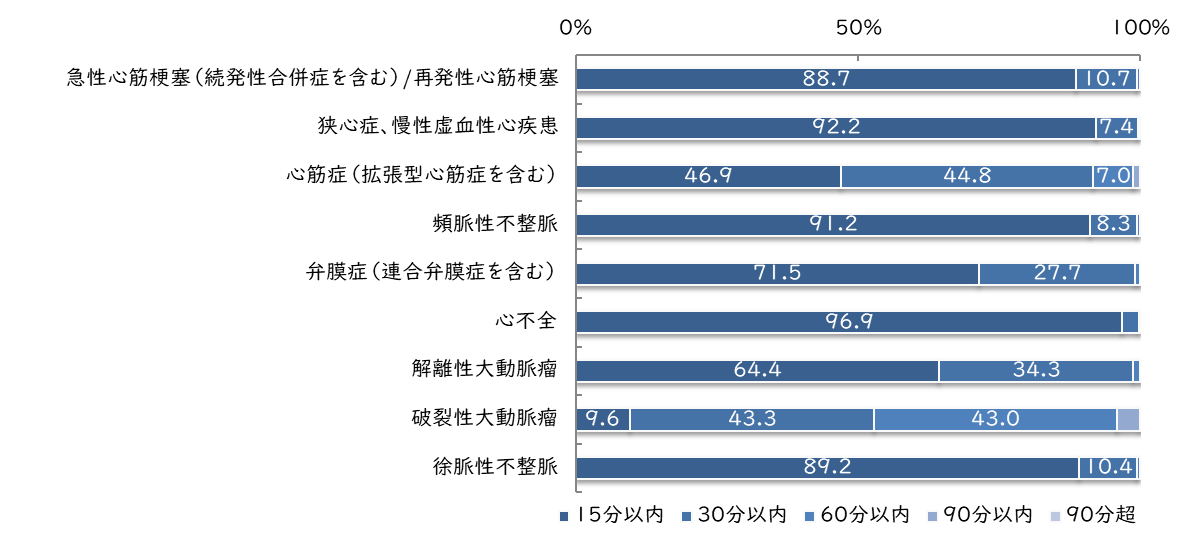 0% 50% 100%
急性心筋梗塞(続発性合併症を含む)/再発性心筋梗塞 88.7 10.7
狭心症、慢性虚血性心疾患 92.2 7.4
心筋症(拡張型心筋症を含む) 46.9 44.8 7.0
頻脈性不整脈 91.2 8.3
弁膜症(連合弁膜症を含む) 71.5 27.7
心不全 96.9
解離性大動脈瘤 64.4 34.3
破裂性大動脈瘤 9.6 43.3 43.0
徐脈性不整脈 89.2 10.4
15分以内 30分以内 60分以内 90分以内 90分超